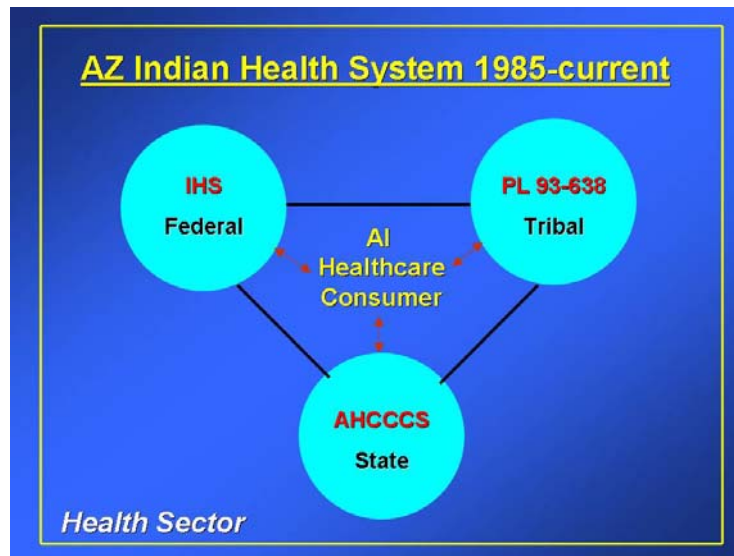 AZ Indian Health System 1985-current
IHS
Federal
PL 93-638
Tribal
AI
Healthcare
Consumer
AHCCCS
State
Health Sector